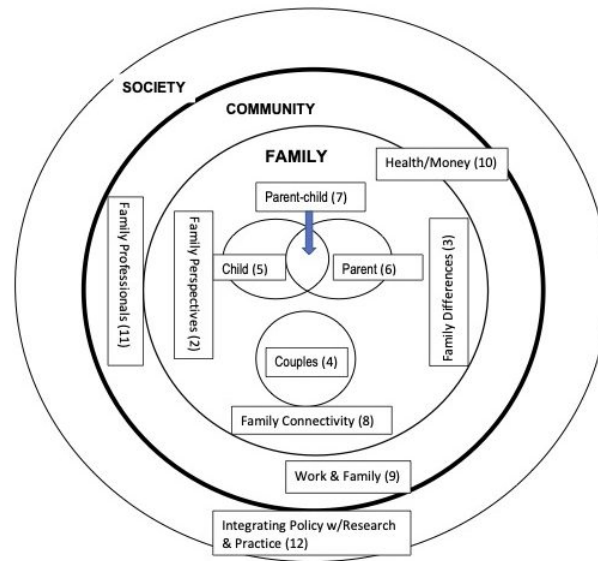 SOCIETY
COMMUNITY
FAMILY
Health/Money (10)
Parent-child (7)
Family Professionals (11)
Family Perspectives (2)
Child (5)
Parent (6)
Family Differences (3)
Couples (4)
Family Connectivity (8)
Work & Family (9)
Integrating Policy w/Research
& Practice (12)